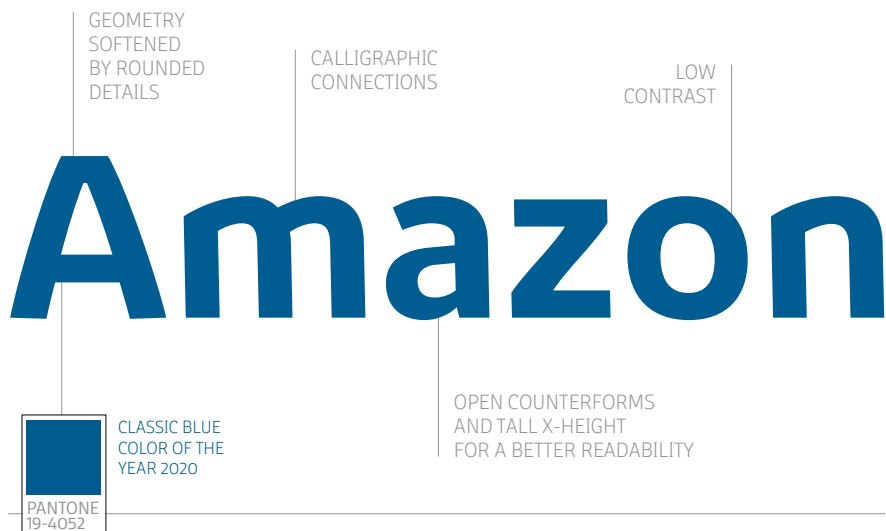 GEOMETRY
SOFTENED
BY ROUNDED
DETAILS
CALLIGRAPHIC
CONNECTIONS
LOW
CONTRAST
Amazon
CLASSIC BLUE
COLOR OF THE
YEAR 2020
PANTONE
19-4052
OPEN COUNTERFORMS
AND TALL X-HEIGHT
FOR A BETTER READABILITY